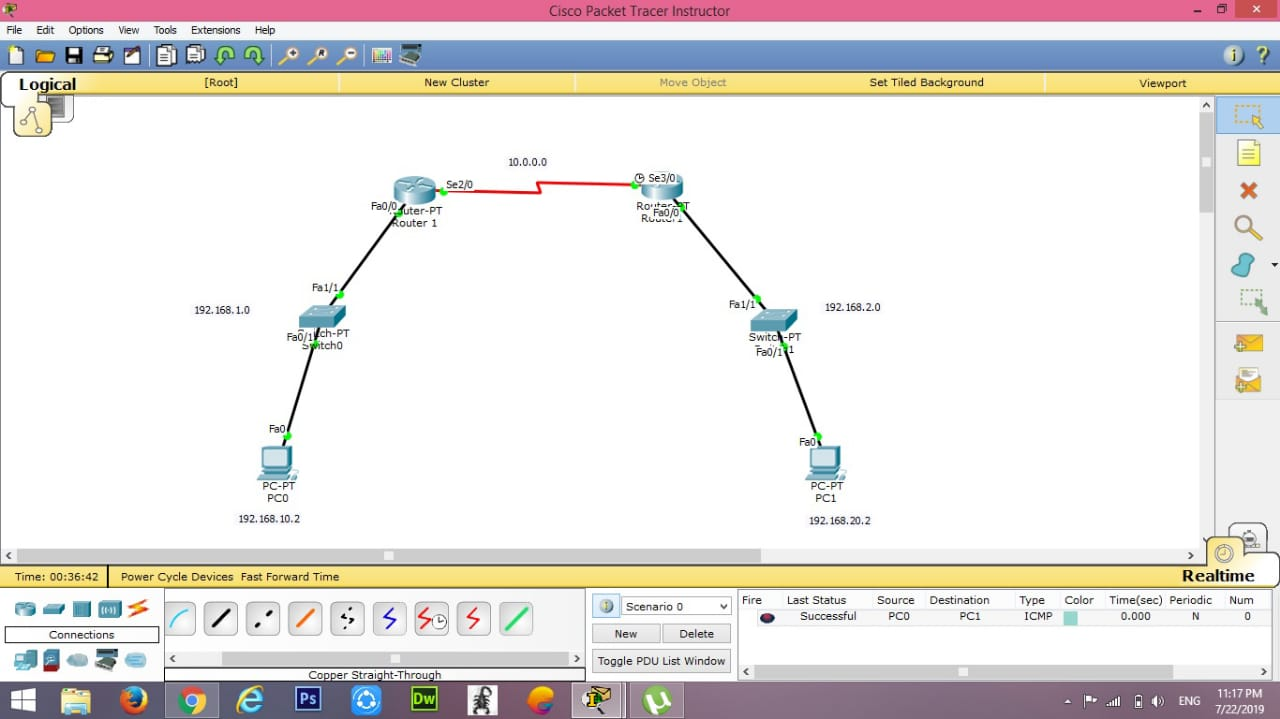 Cisco Packet Tracer Instructor
File Edit Options View Tools Extensions Help
Logical [Root] New Cluster Move Object Set Tiled Background Viewport
10.0.0.0
Se2/0 Se3/0
Fa0/0 Router-PT
Fa0/0
Router 1
Fa1/1
192.168.1.0
Fa0/1
Switch0
Fa1/1
192.168.2.0
Switch-PT
Fa0/1
Fa0
PC-PT
PC0
192.168.10.2
Fa0
PC-PT
PC1
192.168.20.2
Time: 00:36:42 Power Cycle Devices Fast Forward Time Realtime
Connections
Copper Straight-Through
Scenario 0
New Delete
Toggle PDU List Window
Fire Last Status Source Destination Type Color Time(sec) Periodic Num
Successful PC0 PC1 ICMP 0.000 N 0
Ps Dw
ENG
11:17 PM
7/22/2019